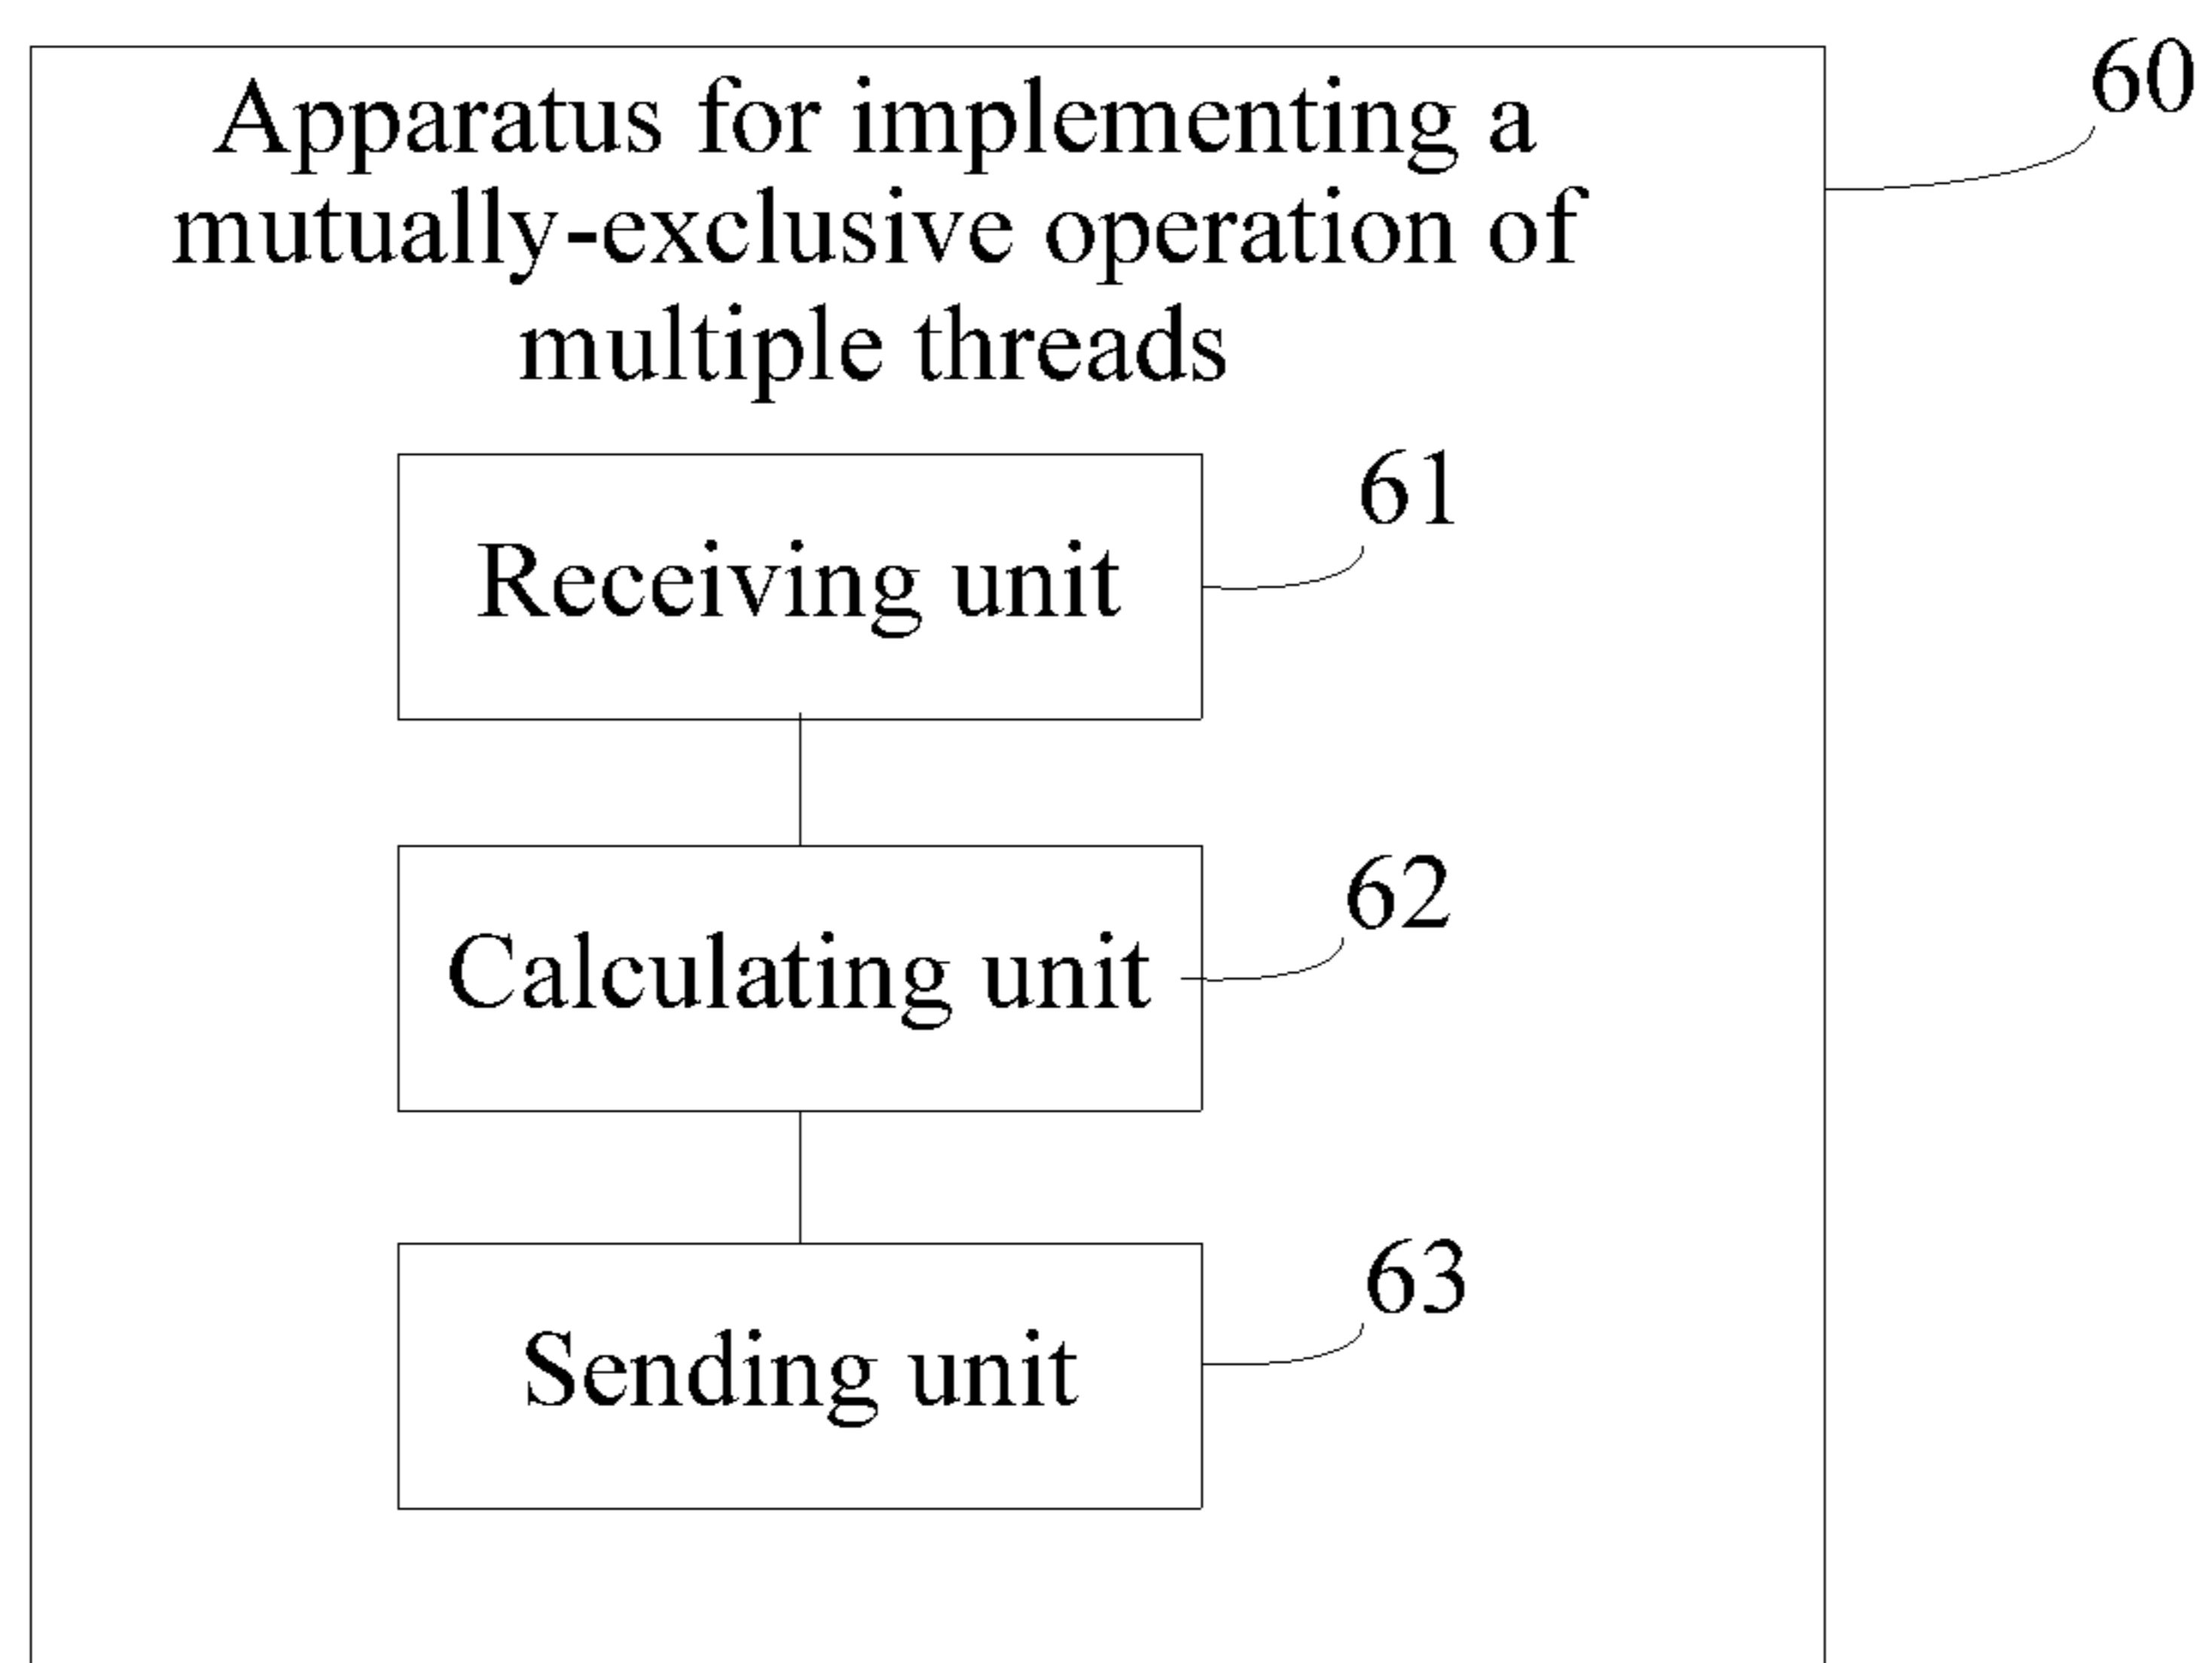 60
Apparatus for implementing a
mutually-exclusive operation of
multiple threads
61
Receiving unit
62
Calculating unit
63
Sending unit